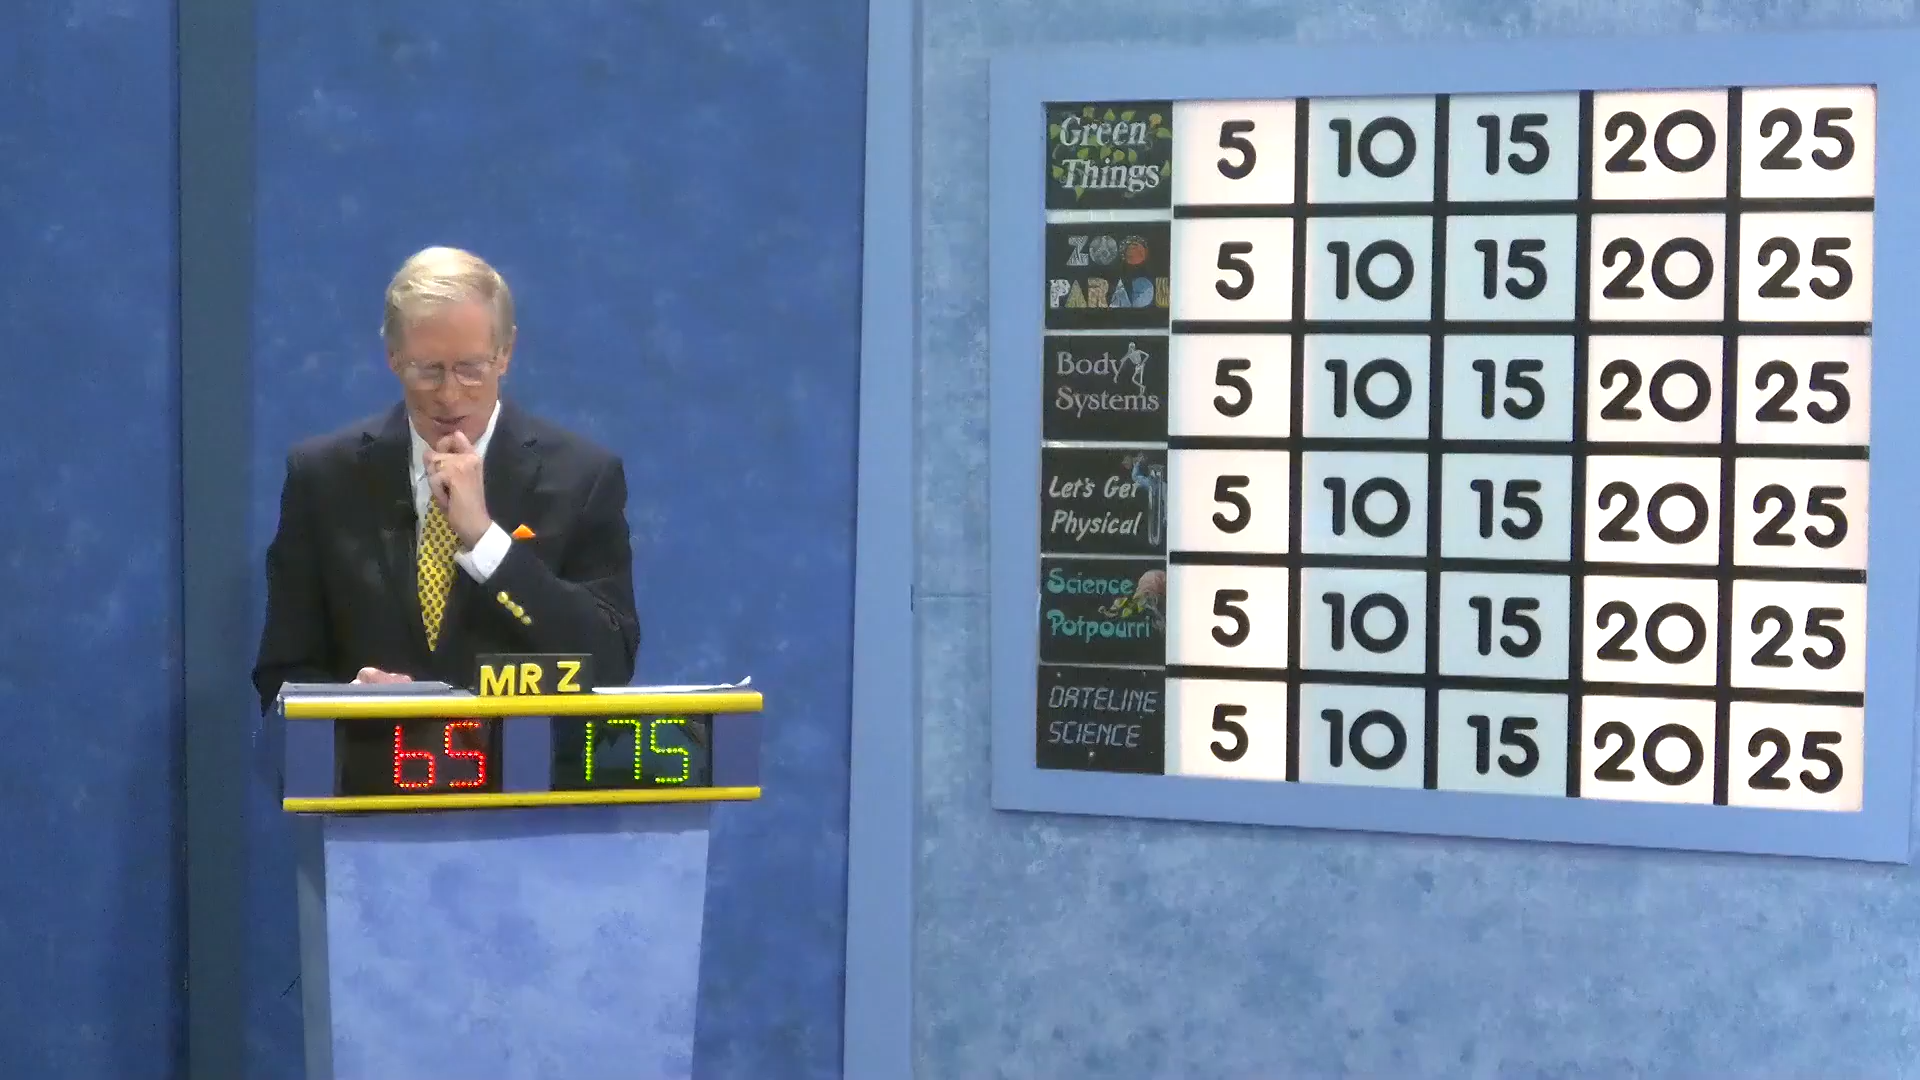 Green
Things
5 10 15 20 25
ZOO
PARADE
5 10 15 20 25
Body
Systems
5 10 15 20 25
Let's Get
Physical
5 10 15 20 25
Science
Potpourri
5 10 15 20 25
DATELINE
SCIENCE
5 10 15 20 25
MR Z
65 175